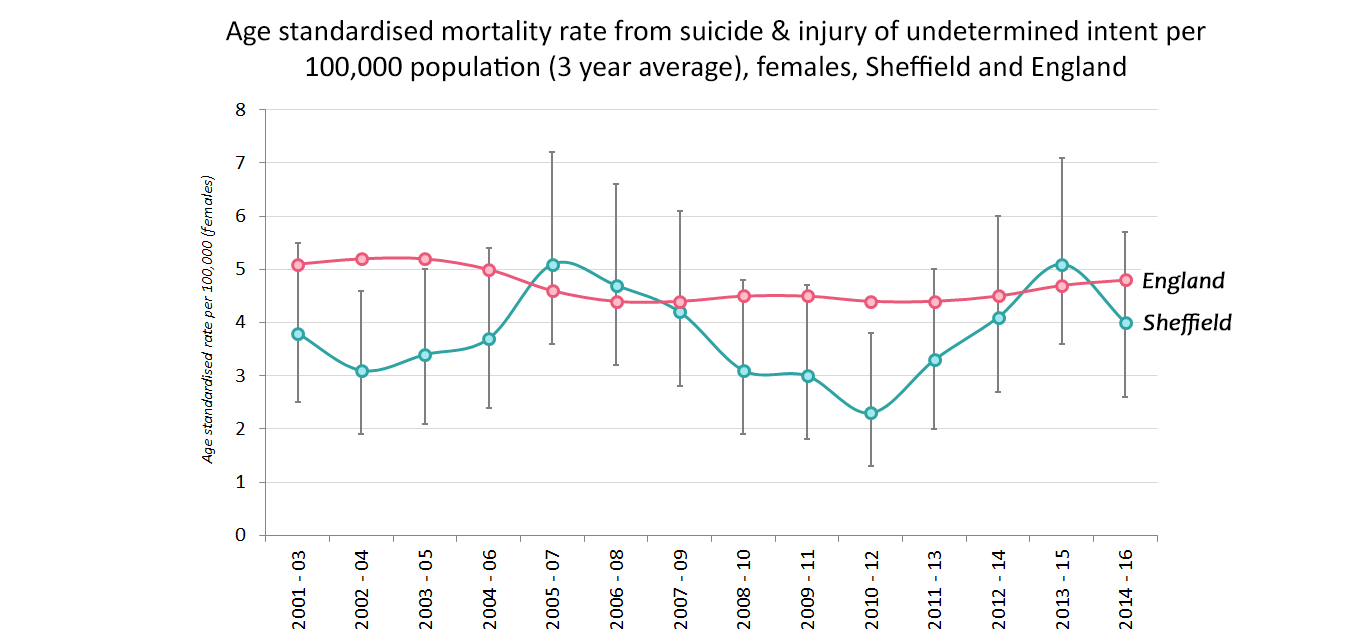 Age standardised mortality rate from suicide & injury of undetermined intent per
100,000 population (3 year average), females, Sheffield and England
Age standardised rate per 100,000 (females)
8
7
6
5
4
3
2
1
0
England
Sheffield
2001 - 03
2002 - 04
2003 - 05
2004 - 06
2005 - 07
2006 - 08
2007 - 09
2008 - 10
2009 - 11
2010 - 12
2011 - 13
2012 - 14
2013 - 15
2014 - 16